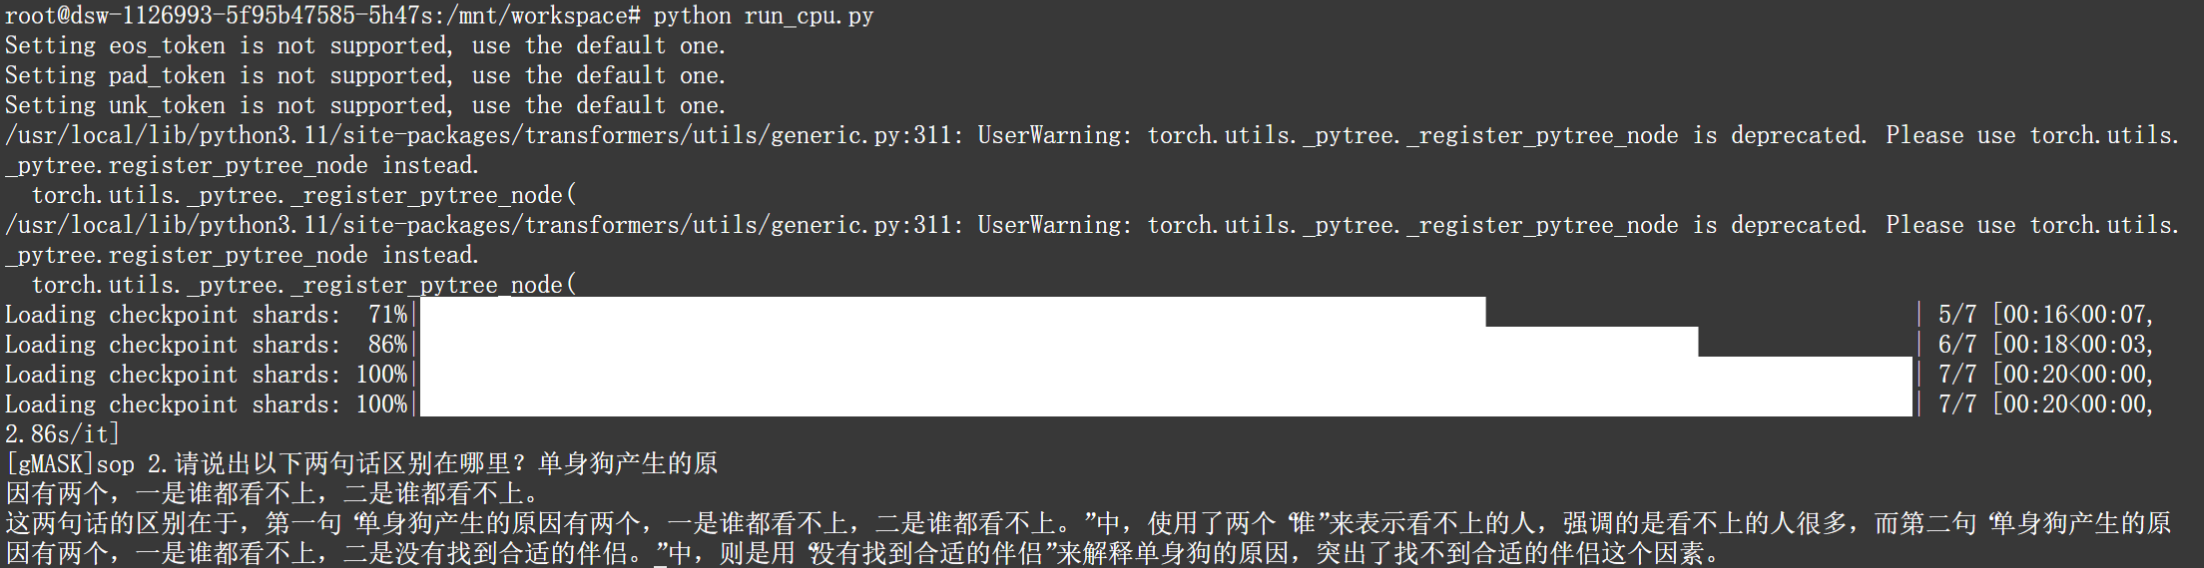 root@dsw-1126993-5f95b47585-5h47s:/mnt/workspace# python run_cpu.py
Setting eos_token is not supported, use the default one.
Setting pad_token is not supported, use the default one.
Setting unk_token is not supported, use the default one.
/usr/local/lib/python3.11/site-packages/transformers/utils/generic.py:311: UserWarning: torch.utils._pytree._register_pytree_node is deprecated. Please use torch.utils.
_pytree.register_pytree_node instead.
  torch.utils._pytree._register_pytree_node(
/usr/local/lib/python3.11/site-packages/transformers/utils/generic.py:311: UserWarning: torch.utils._pytree._register_pytree_node is deprecated. Please use torch.utils.
_pytree.register_pytree_node instead.
  torch.utils._pytree._register_pytree_node(
Loading checkpoint shards:  71%| | 5/7 [00:16<00:07,
Loading checkpoint shards:  86%| | 6/7 [00:18<00:03,
Loading checkpoint shards: 100%| | 7/7 [00:20<00:00,
Loading checkpoint shards: 100%| | 7/7 [00:20<00:00,
2.86s/it]
[gMASK]sop 2.请说出以下两句话区别在哪里？单身狗产生的原
因有两个，一是谁都看不上，二是谁都看不上。
这两句话的区别在于，第一句“单身狗产生的原因有两个，一是谁都看不上，二是谁都看不上。”中，使用了两个“谁”来表示看不上的人，强调的是看不上的人很多，而第二句“单身狗产生的原
因有两个，一是谁都看不上，二是没有找到合适的伴侣。”中，则是用“没有找到合适的伴侣”来解释单身狗的原因，突出了找不到合适的伴侣这个因素。